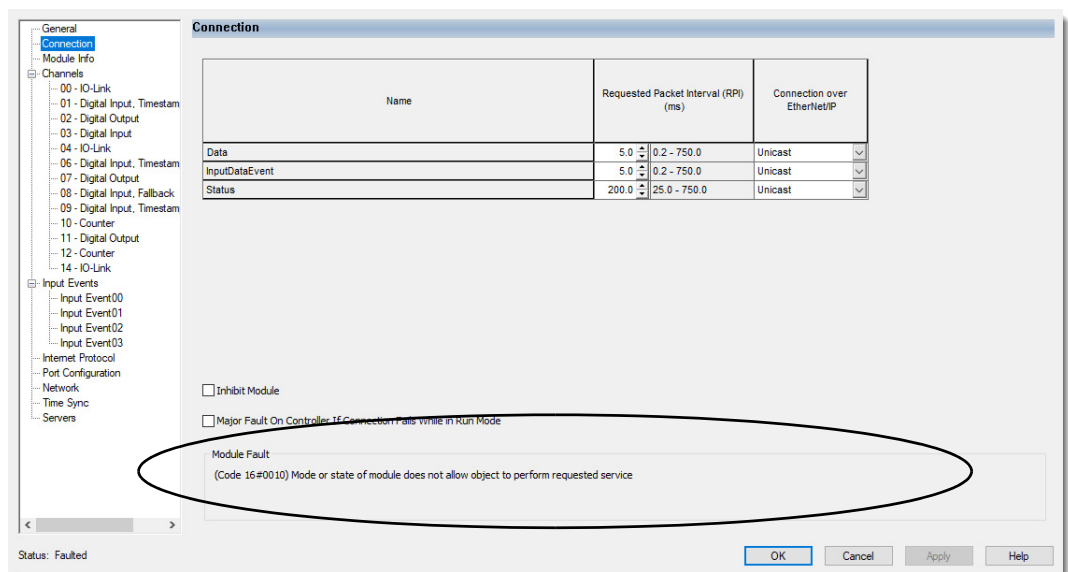 General
Connection
Module Info
Channels
00 - IO-Link
01 - Digital Input, Timestam
02 - Digital Output
03 - Digital Input
04 - IO-Link
06 - Digital Input, Timestam
07 - Digital Output
08 - Digital Input, Fallback
09 - Digital Input, Timestam
10 - Counter
11 - Digital Output
12 - Counter
14 - IO-Link
Input Events
Input Event00
Input Event01
Input Event02
Input Event03
Internet Protocol
Port Configuration
Network
Time Sync
Servers
Connection
Name Requested Packet Interval (RPI) (ms) Connection over EtherNet/IP
Data 5.0 0.2 - 750.0 Unicast
InputDataEvent 5.0 0.2 - 750.0 Unicast
Status 200.0 25.0 - 750.0 Unicast
Inhibit Module
Major Fault On Controller If Connection Fails While in Run Mode
Module Fault
(Code 16#0010) Mode or state of module does not allow object to perform requested service
Status: Faulted
OK Cancel Apply Help